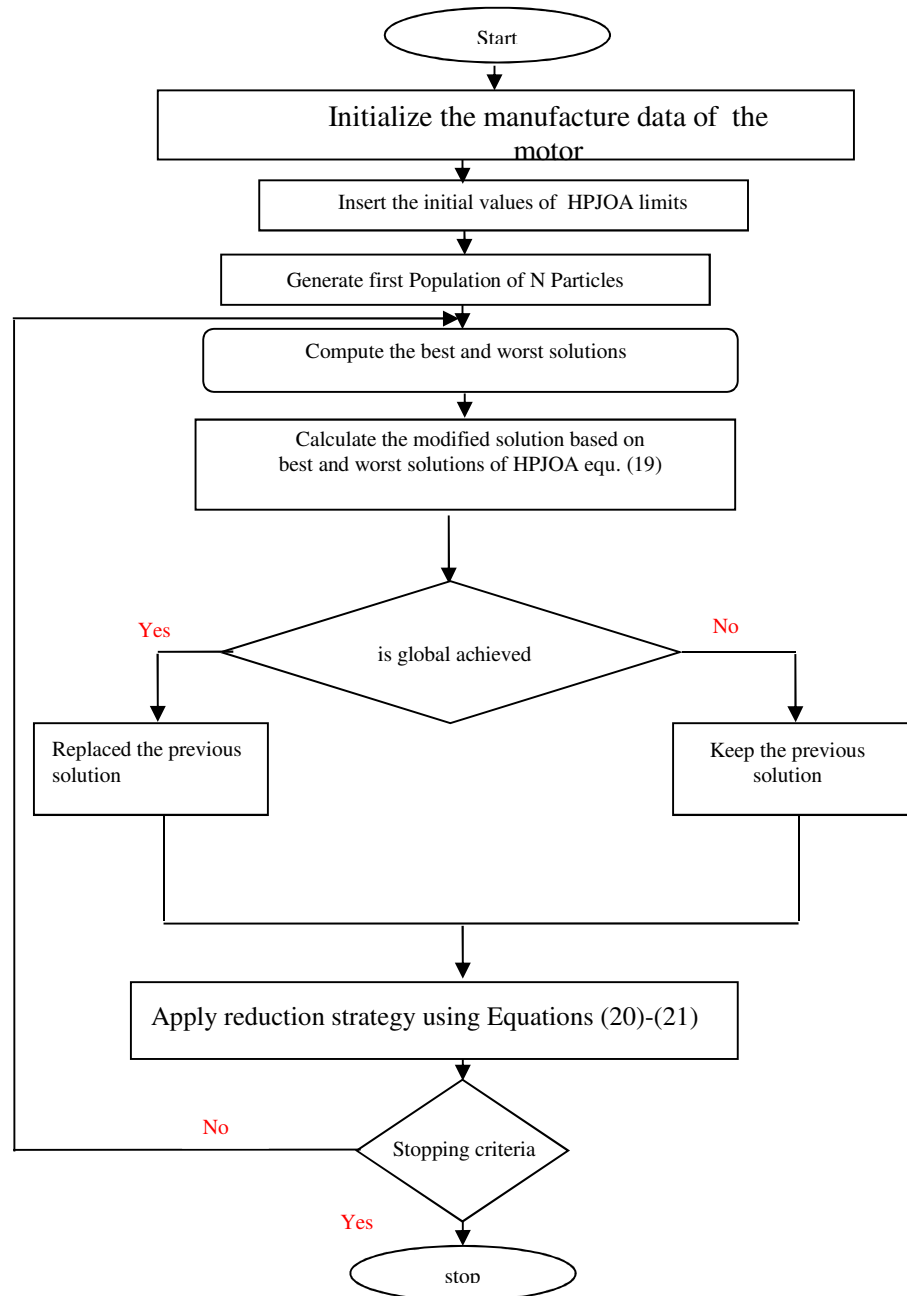 Start
Initialize the manufacture data of the
motor
Insert the initial values of HPJOA limits
Generate first Population of N Particles
Compute the best and worst solutions
Calculate the modified solution based on
best and worst solutions of HPJOA equ. (19)
Yes
No
is global achieved
Replaced the previous
solution
Keep the previous
solution
Apply reduction strategy using Equations (20)-(21)
No
Stopping criteria
Yes
stop